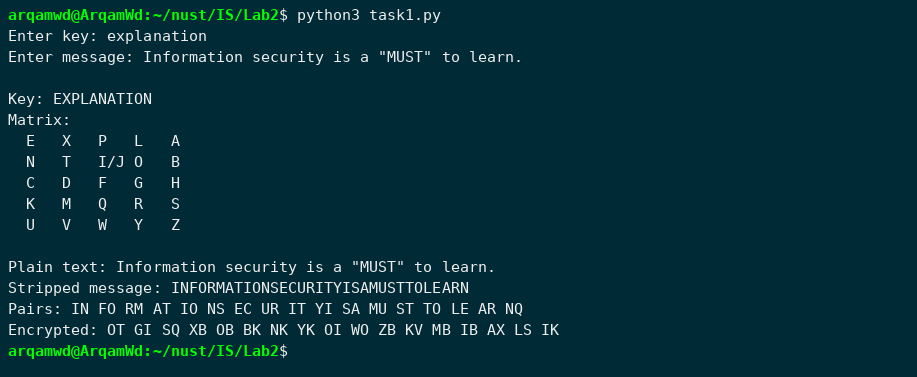 arqamwd@ArqamWd:~/nust/IS/Lab2$ python3 task1.py
Enter key: explanation
Enter message: Information security is a "MUST" to learn.
Key: EXPLANATION
Matrix:
E X P L A
N T I/J O B
C D F G H
K M Q R S
U V W Y Z
Plain text: Information security is a "MUST" to learn.
Stripped message: INFORMATIONSECURITYISAMUSTTOLEARN
Pairs: IN FO RM AT IO NS EC UR IT YI SA MU ST TO LE AR NQ
Encrypted: OT GI SQ XB OB BK NK YK OI WO ZB KV MB IB AX LS IK
arqamwd@ArqamWd:~/nust/IS/Lab2$